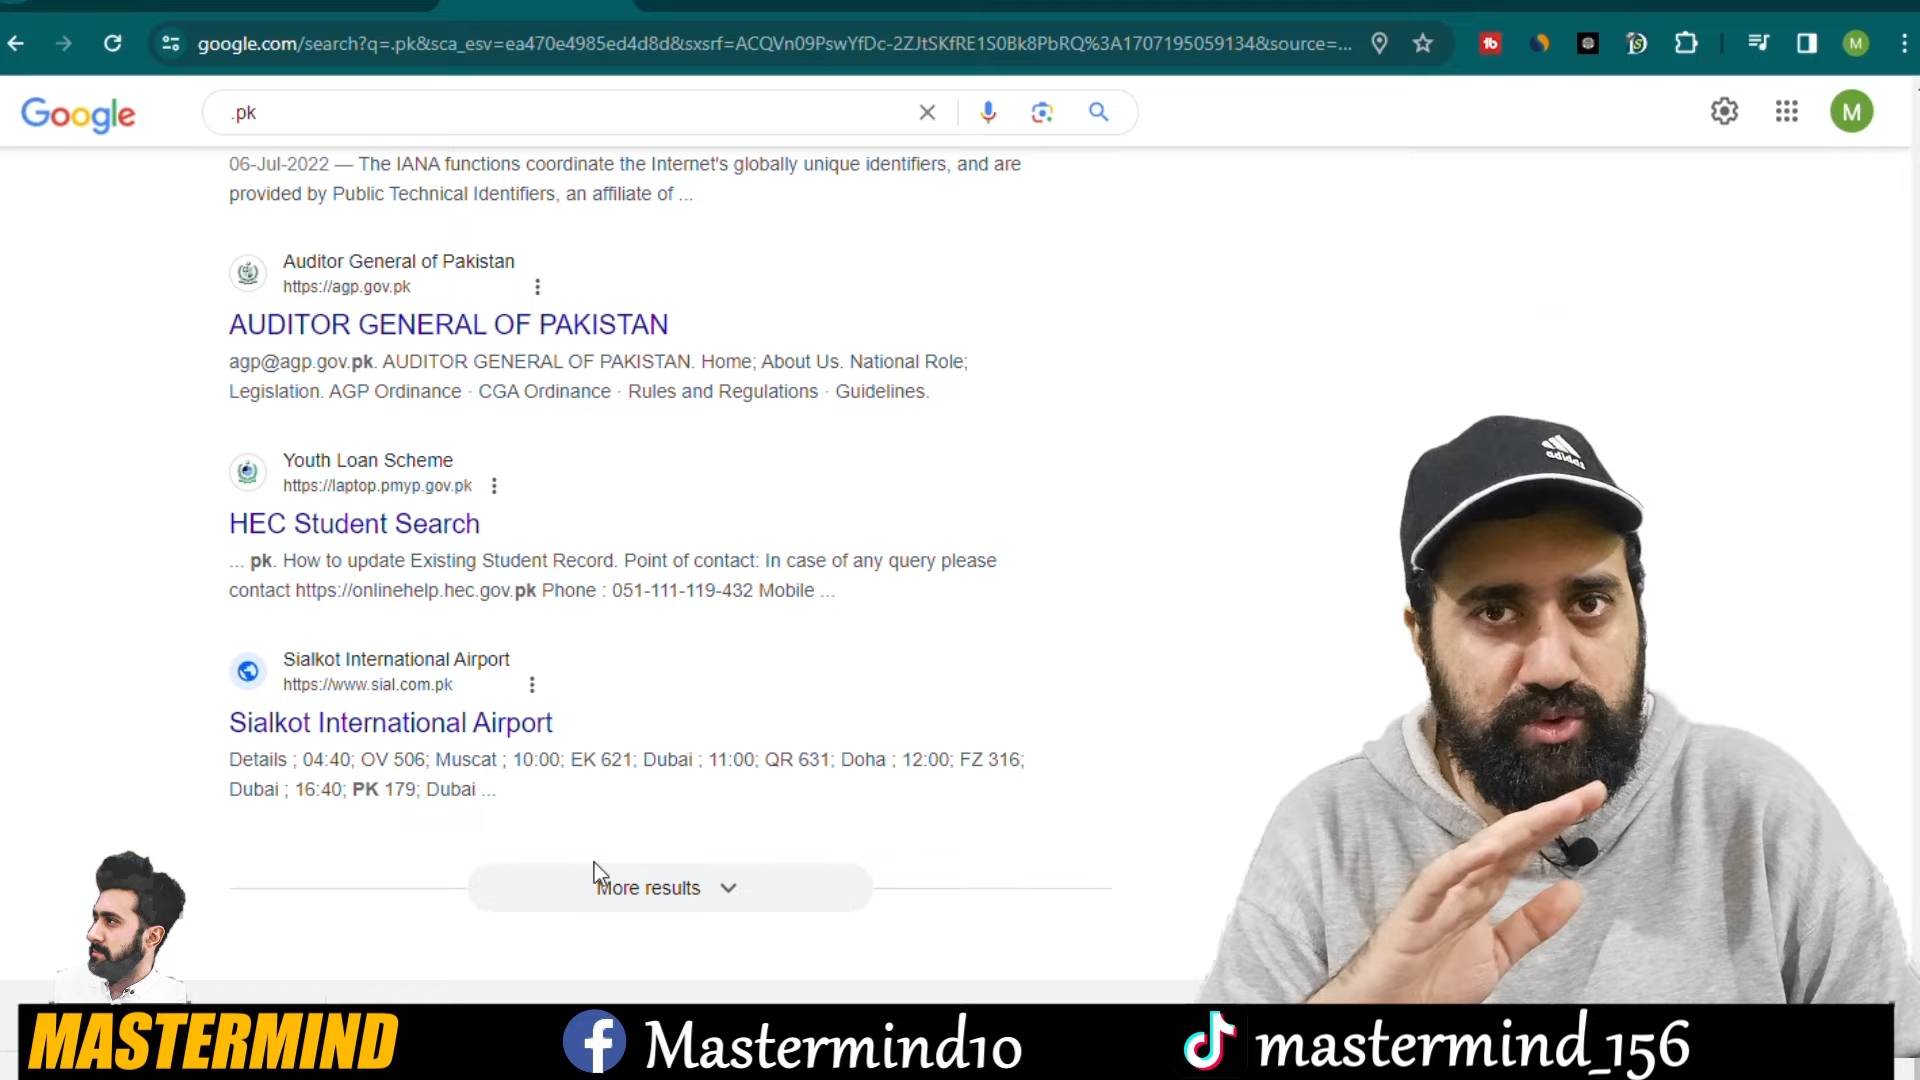 google.com/search?q=.pk&sca_esv=ea470e4985ed4d8d&sxsrf=ACQVn09PswYfDc-2ZJtSKfRE1S0Bk8PbRQ%3A1707195059134&source=...
M
Google
.pk
M
06-Jul-2022 — The IANA functions coordinate the Internet's globally unique identifiers, and are
provided by Public Technical Identifiers, an affiliate of ...
Auditor General of Pakistan
https://agp.gov.pk
AUDITOR GENERAL OF PAKISTAN
agp@agp.gov.pk. AUDITOR GENERAL OF PAKISTAN. Home; About Us. National Role;
Legislation. AGP Ordinance · CGA Ordinance · Rules and Regulations · Guidelines.
Youth Loan Scheme
https://laptop.pmyp.gov.pk
HEC Student Search
... pk. How to update Existing Student Record. Point of contact: In case of any query please
contact https://onlinehelp.hec.gov.pk Phone : 051-111-119-432 Mobile ...
Sialkot International Airport
https://www.sial.com.pk
Sialkot International Airport
Details ; 04:40; OV 506; Muscat ; 10:00; EK 621; Dubai ; 11:00; QR 631; Doha ; 12:00; FZ 316;
Dubai ; 16:40; PK 179; Dubai ...
More results
adidas
MASTERMIND
Mastermind10
mastermind_156